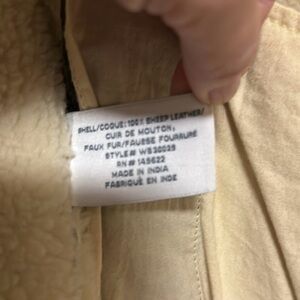 SHELL/COQUE: 100% SHEEP LEATHER/
CUIR DE MOUTON;
FAUX FUR/FAUSSE FOURRURE
STYLE# WS30025
RN# 145622
MADE IN INDIA
FABRIQUÉ EN INDE